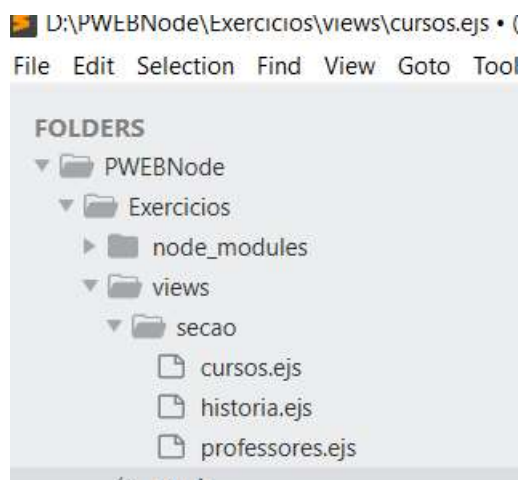 D:\PWEBNode\Exercicios\views\cursos.ejs • (
File Edit Selection Find View Goto Tool
FOLDERS
PWEBNode
Exercicios
node_modules
views
secao
cursos.ejs
historia.ejs
professores.ejs